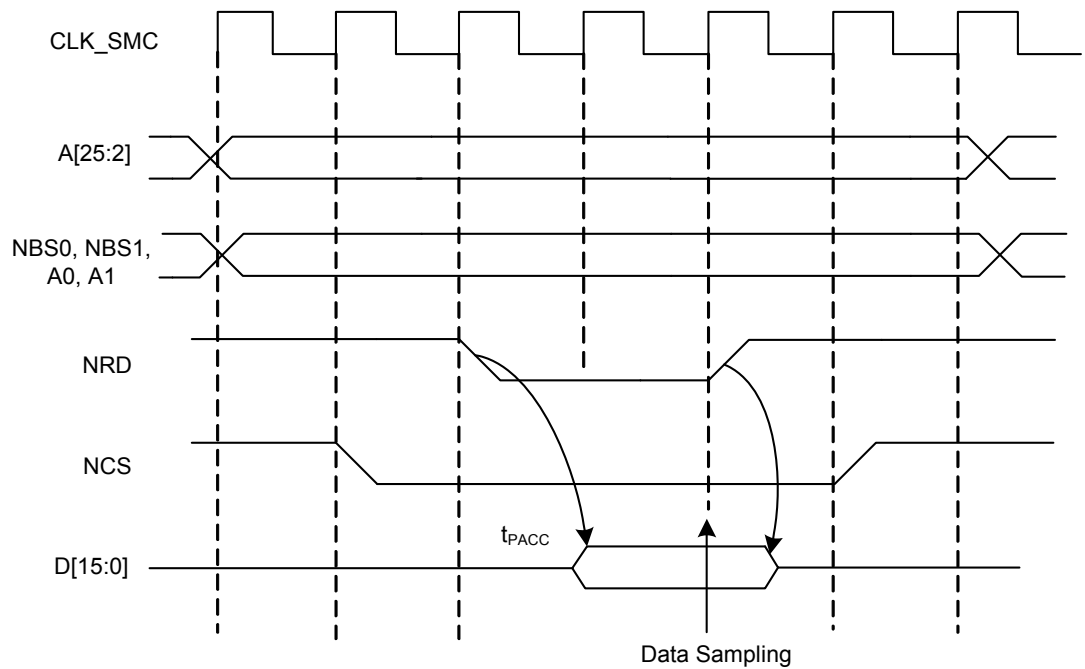 CLK_SMC
A[25:2]
NBS0, NBS1,
A0, A1
NRD
NCS
tPACC
D[15:0]
Data Sampling